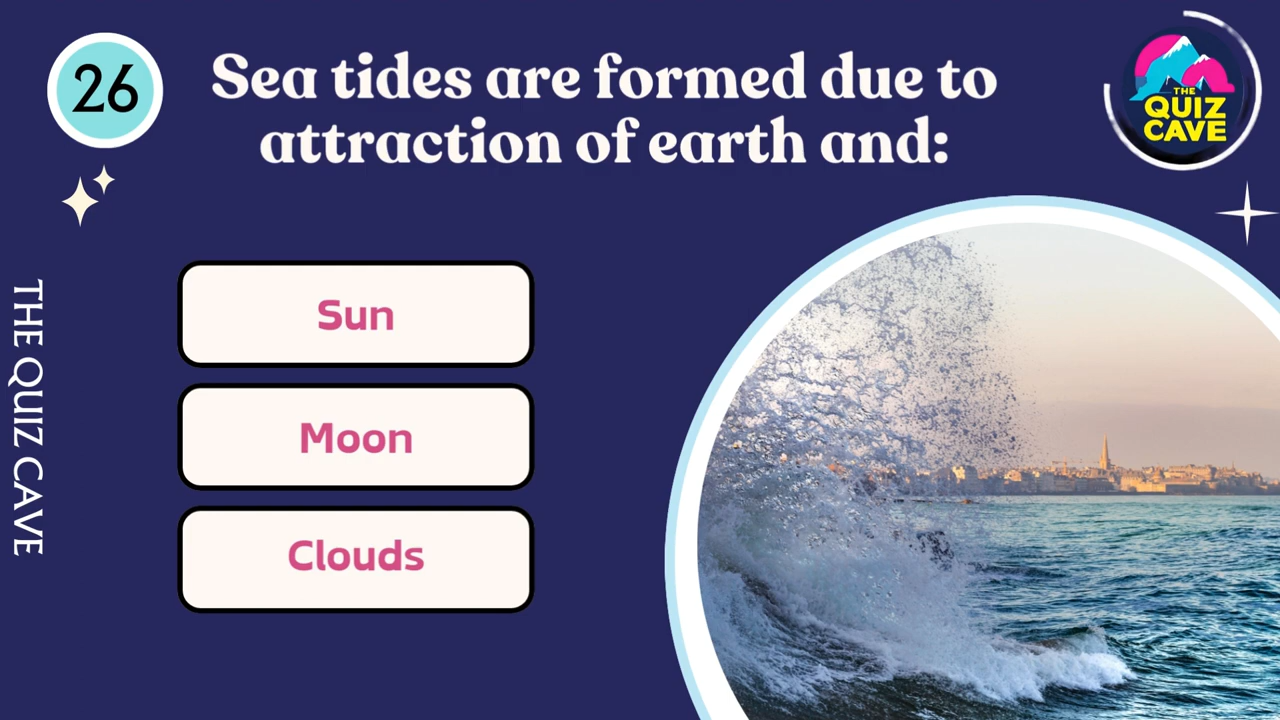 26
Sea tides are formed due to
attraction of earth and:
THE
QUIZ
CAVE
Sun
Moon
Clouds
THE QUIZ CAVE